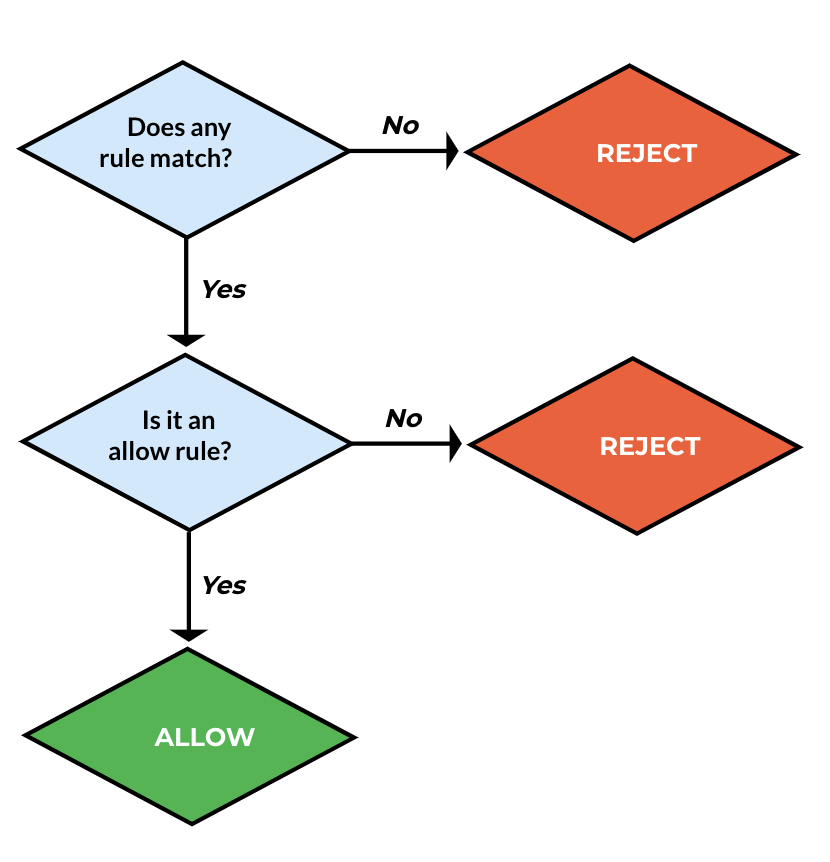 Does any
rule match?
No
REJECT
Yes
Is it an
allow rule?
No
REJECT
Yes
ALLOW